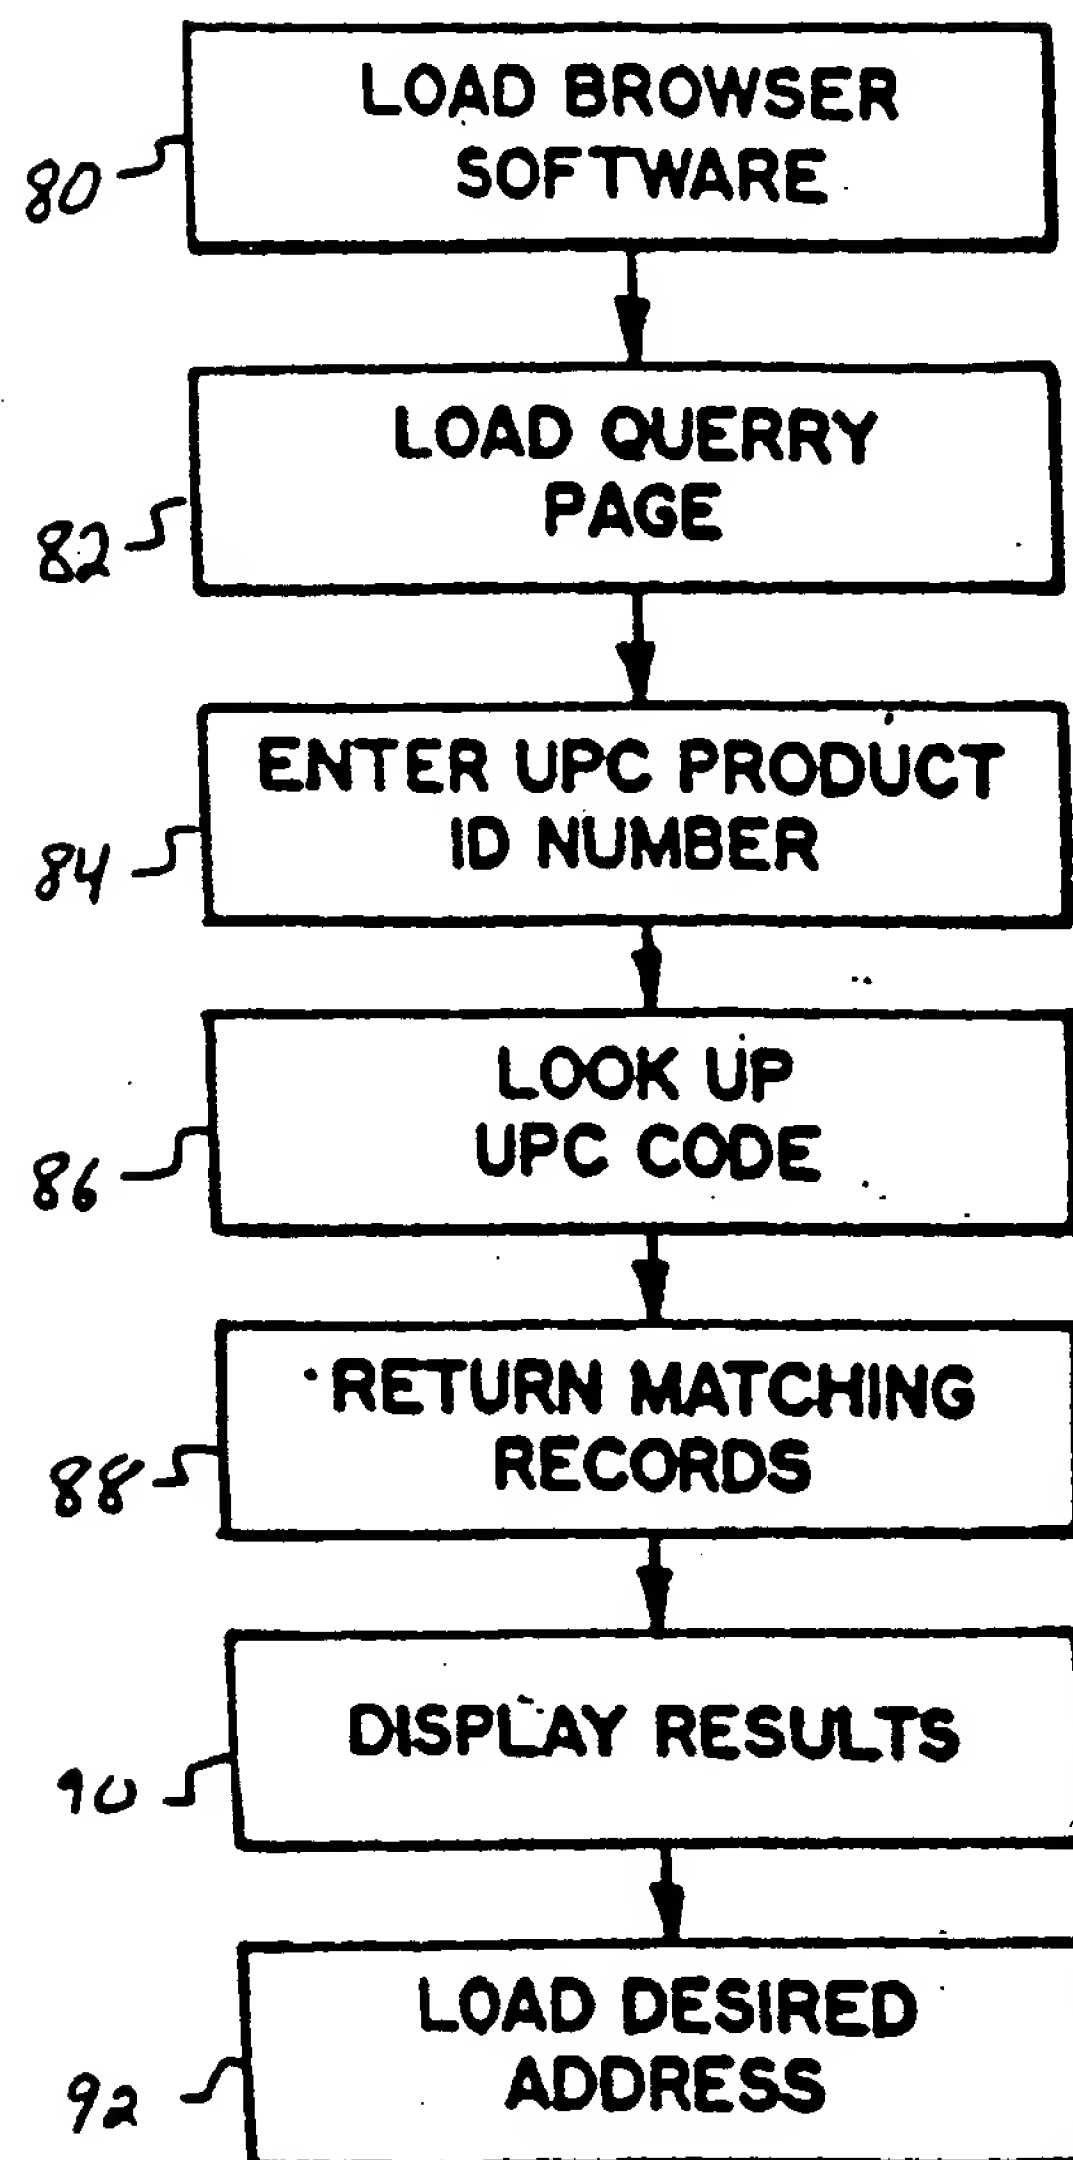 LOAD BROWSER
SOFTWARE
80
LOAD QUERRY
PAGE
82
ENTER UPC PRODUCT
ID NUMBER
84
LOOK UP
UPC CODE
86
RETURN MATCHING
RECORDS
88
DISPLAY RESULTS
90
LOAD DESIRED
ADDRESS
92